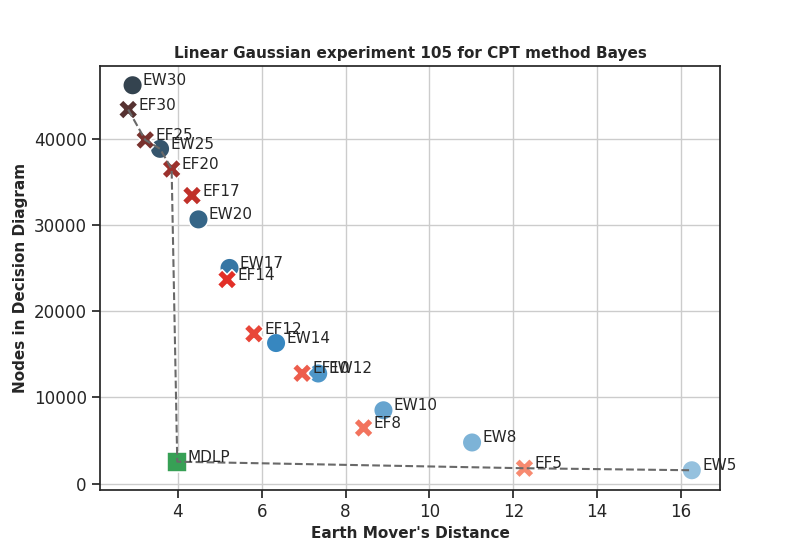 Linear Gaussian experiment 105 for CPT method Bayes
Nodes in Decision Diagram
40000
30000
20000
10000
0
EW30
EF30
EF25
EW25
EF20
EF17
EW20
EW17
EF14
EF12
EW14
EF10
EW12
EW10
EF8
EW8
MDLP
EF5
EW5
4 6 8 10 12 14 16
Earth Mover's Distance